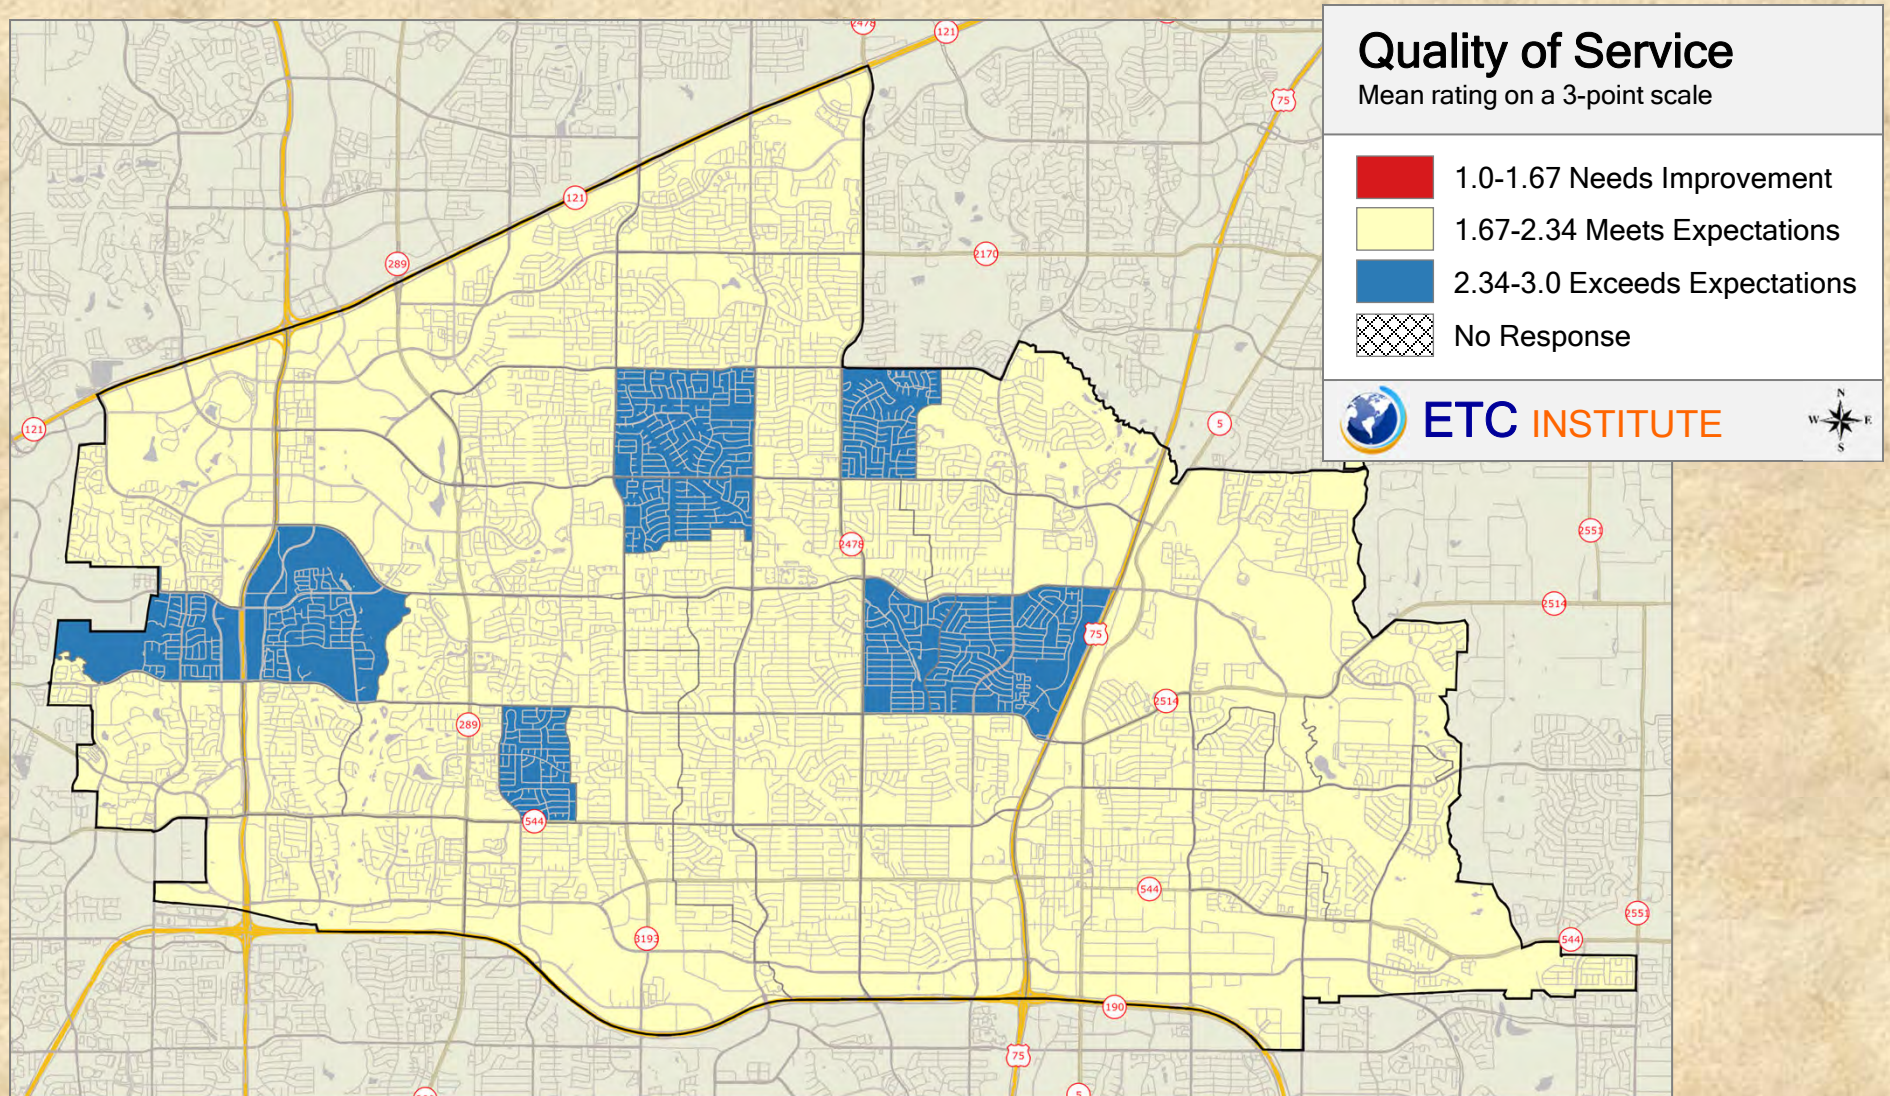 Quality of Service
Mean rating on a 3-point scale
1.0-1.67 Needs Improvement
1.67-2.34 Meets Expectations
2.34-3.0 Exceeds Expectations
No Response
ETC INSTITUTE
N
W E
S
2478
121
75
121
289
2170
121
5
2551
2478
2514
75
2514
289
544
544
2551
3193
544
190
75
5